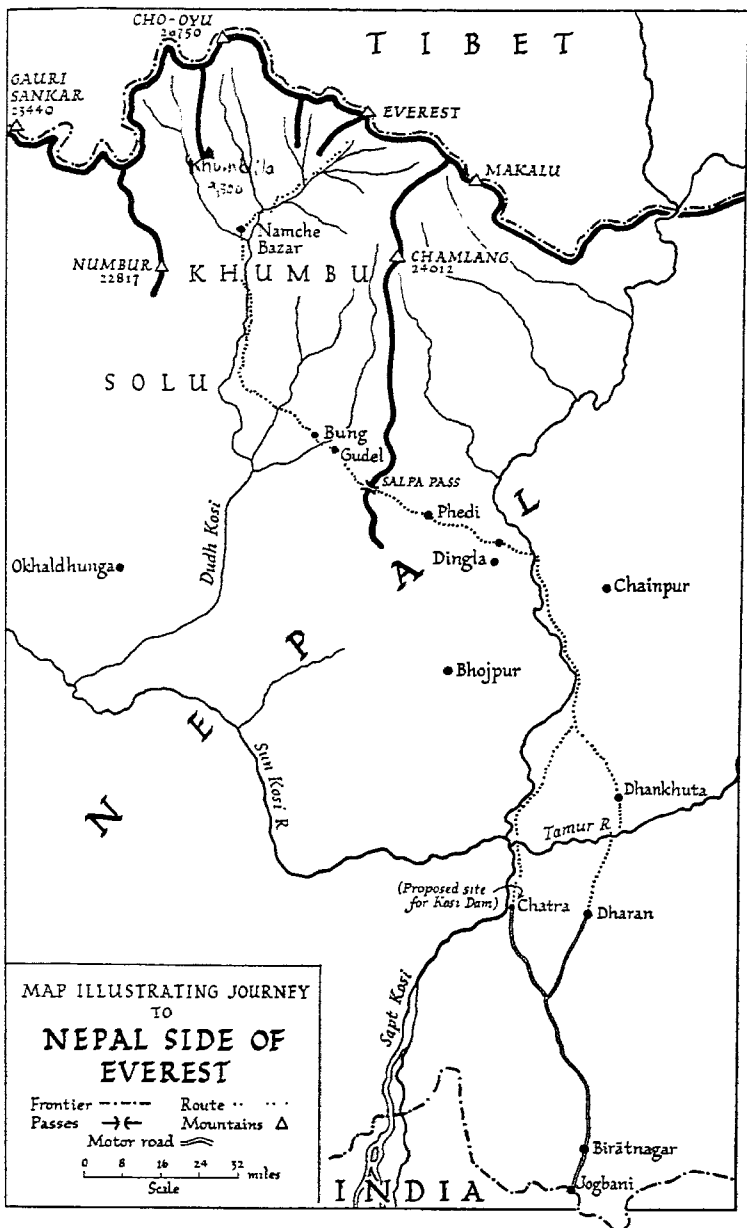 CHO-OYU
26750
TIBET
GAURI
SANKAR
23440
EVEREST
MAKALU
Namche
Bazar
NUMBUR
22817
KHUMBU
CHAMLANG
24012
SOLU
Bung
Gudel
SALPA PASS
Phedi
Dingla
Okhaldhunga
Dudh Kosi
Chainpur
Bhojpur
NEPAL
Sun Kosi R
Dhankhuta
Tamur R
(Proposed site
for Kosi Dam)
Chatra
Dharan
Sapt Kosi
MAP ILLUSTRATING JOURNEY
TO
NEPAL SIDE OF
EVEREST
Frontier Route
Passes Mountains
Motor road
0 8 16 24 32 miles
Scale
Birātnagar
Jogbani
INDIA